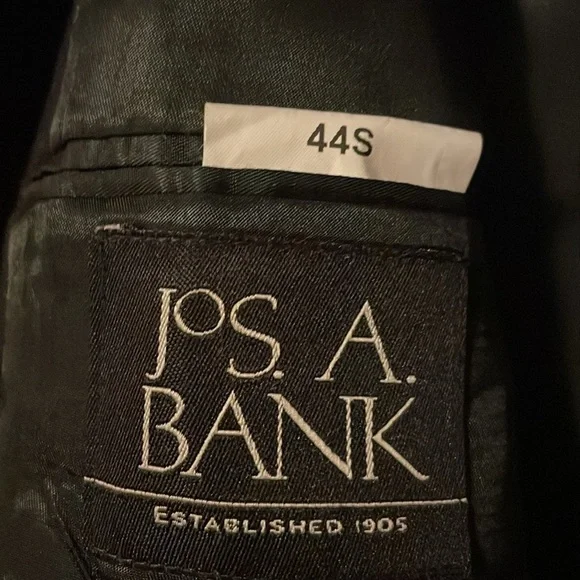 44S
JOS. A.
BANK
ESTABLISHED 1905